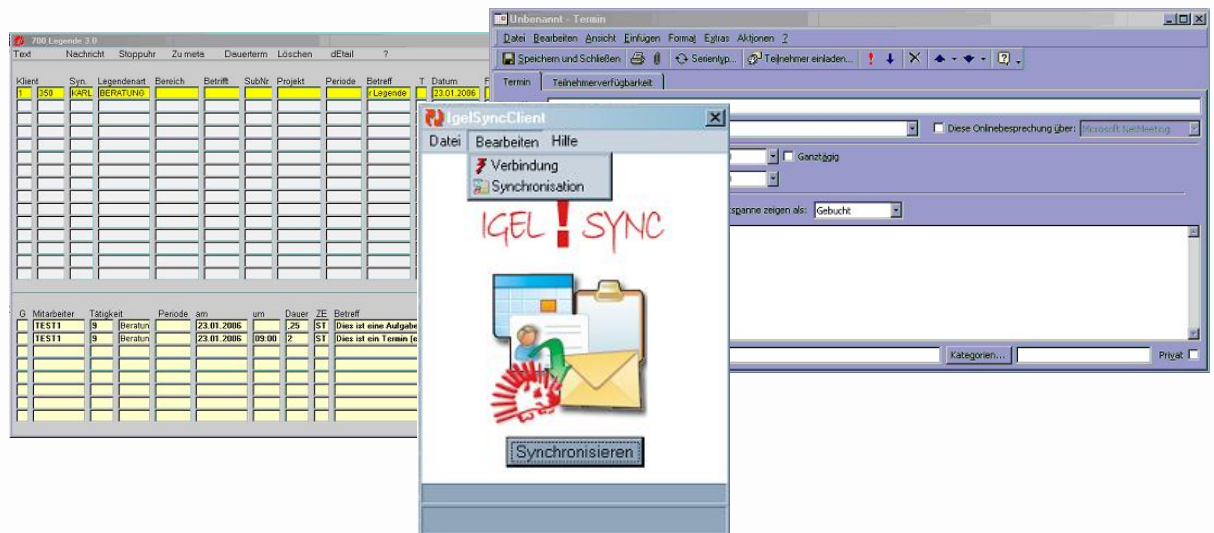 700 Legende 3.0
Text Nachricht Stoppuhr Zu meta Dauerterm Löschen dEtail ?
Klient Syn. Legendenart Bereich Betrifft SubNr Projekt Periode Betreff T Datum F
1 350 KARL BERATUNG r Legende 23.01.2006
G Mitarbeiter Tätigkeit Periode am um Dauer ZE Betreff
TEST1 9 Beratun 23.01.2006 ,25 ST Dies ist eine Aufgabe
TEST1 9 Beratun 23.01.2006 09:00 2 ST Dies ist ein Termin (e
IgelSyncClient
Datei Bearbeiten Hilfe
Verbindung
Synchronisation
IGEL ! SYNC
Synchronisieren
Unbenannt - Termin
Datei Bearbeiten Ansicht Einfügen Format Extras Aktionen ?
Speichern und Schließen Serientyp... Teilnehmer einladen...
Termin Teilnehmerverfügbarkeit
Diese Onlinebesprechung über: Microsoft NetMeeting
Ganztägig
tspanne zeigen als: Gebucht
Kategorien... Privat